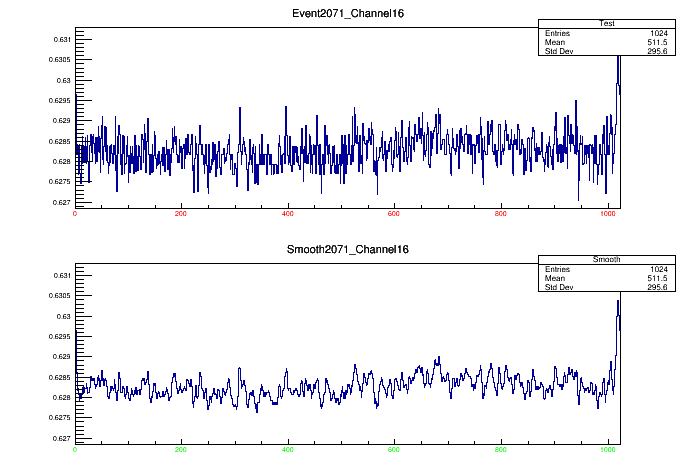 Event2071_Channel16
Test
Entries 1024
Mean 511.5
Std Dev 295.6
0.631
0.6305
0.63
0.6295
0.629
0.6285
0.628
0.6275
0.627
0 200 400 600 800 1000
Smooth2071_Channel16
Smooth
Entries 1024
Mean 511.5
Std Dev 295.6
0.631
0.6305
0.63
0.6295
0.629
0.6285
0.628
0.6275
0.627
0 200 400 600 800 1000